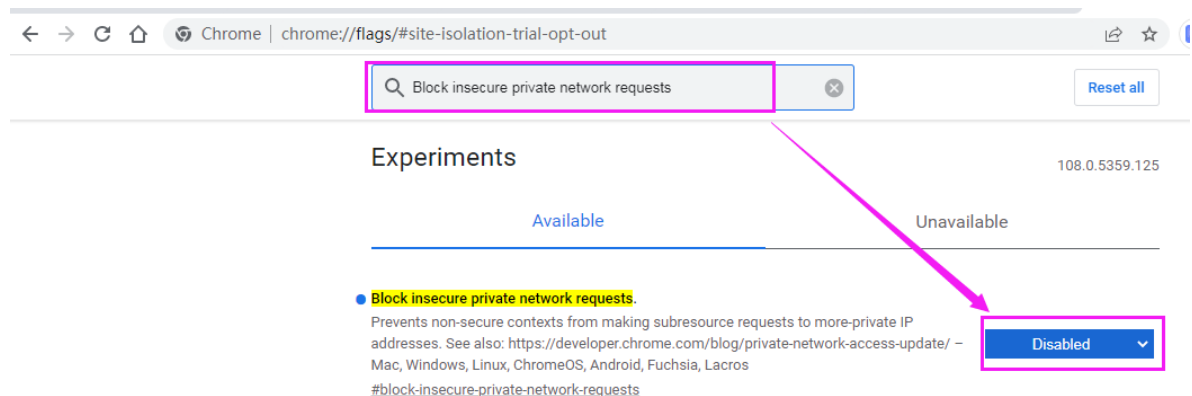 Chrome | chrome://flags/#site-isolation-trial-opt-out
Block insecure private network requests
Reset all
Experiments
108.0.5359.125
Available
Unavailable
Block insecure private network requests.
Prevents non-secure contexts from making subresource requests to more-private IP
addresses. See also: https://developer.chrome.com/blog/private-network-access-update/ –
Mac, Windows, Linux, ChromeOS, Android, Fuchsia, Lacros
#block-insecure-private-network-requests
Disabled